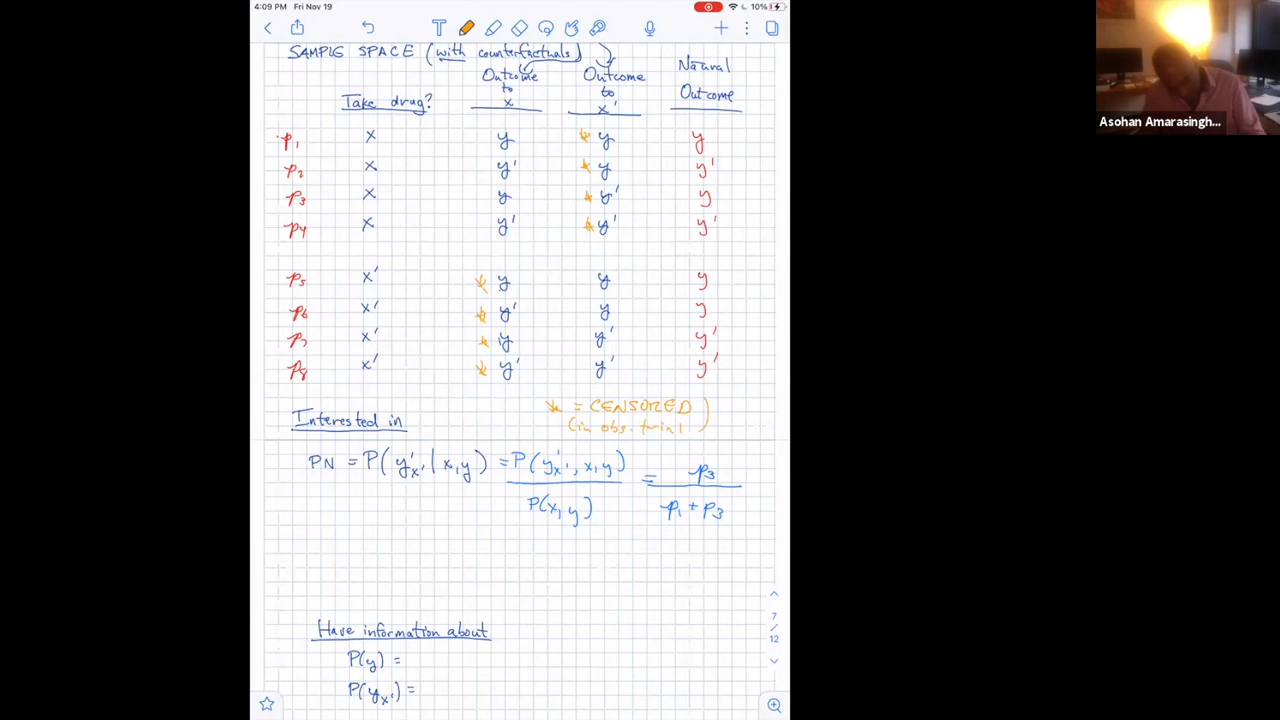 4:09 PM Fri Nov 19
10%
SAMPLE SPACE (with counterfactuals)
Take drug? Outcome to x Outcome to x' Natural Outcome
p1 x y * y y
p2 x y' * y y'
p3 x y * y' y
p4 x y' * y' y'
p5 x' * y y y
p6 x' * y' y y
p7 x' * y y' y'
p8 x' * y' y' y'
Interested in
* = CENSORED
(in obs. trial)
PN = P(y'x' | x, y) = P(y'x', x, y) / P(x, y) = p3 / p1 + p3
Have information about
P(y) =
P(yx') =
7 / 12
Asohan Amarasingh...